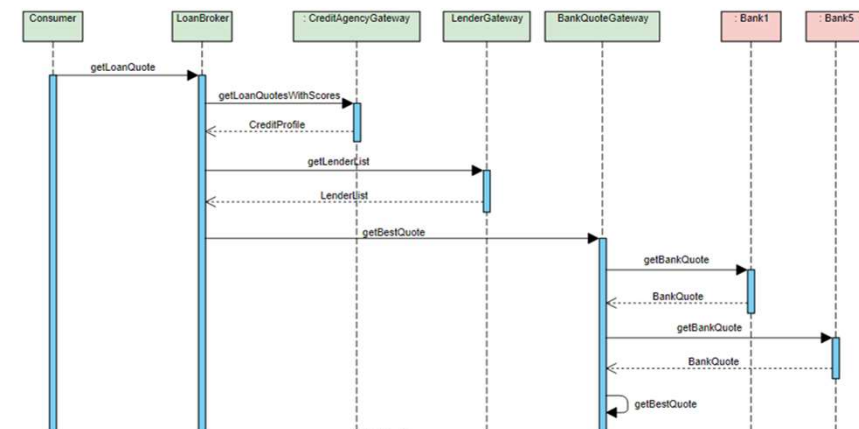 Consumer
LoanBroker
: CreditAgencyGateway
LenderGateway
BankQuoteGateway
: Bank1
: Bank5
getLoanQuote
getLoanQuotesWithScores
CreditProfile
getLenderList
LenderList
getBestQuote
getBankQuote
BankQuote
getBankQuote
BankQuote
getBestQuote